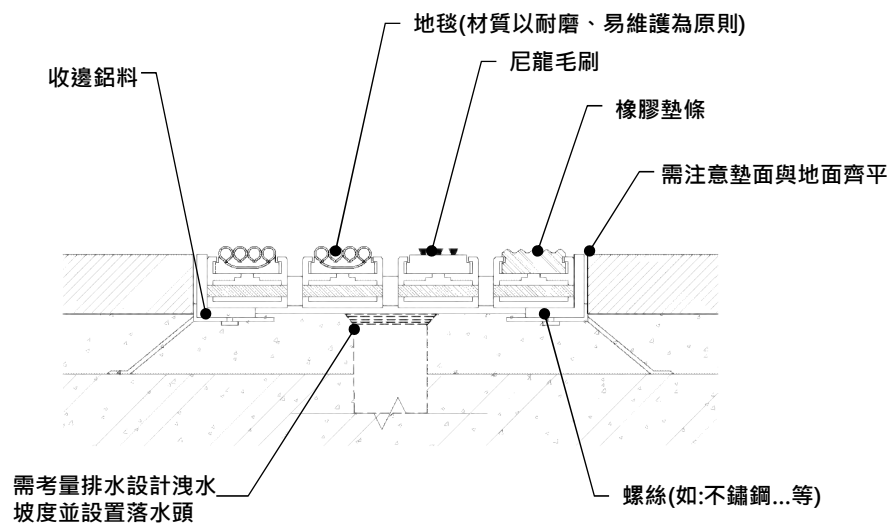 地毯(材質以耐磨、易維護為原則)
尼龍毛刷
收邊鋁料
橡膠墊條
需注意墊面與地面齊平
需考量排水設計洩水
坡度並設置落水頭
螺絲(如:不鏽鋼...等)